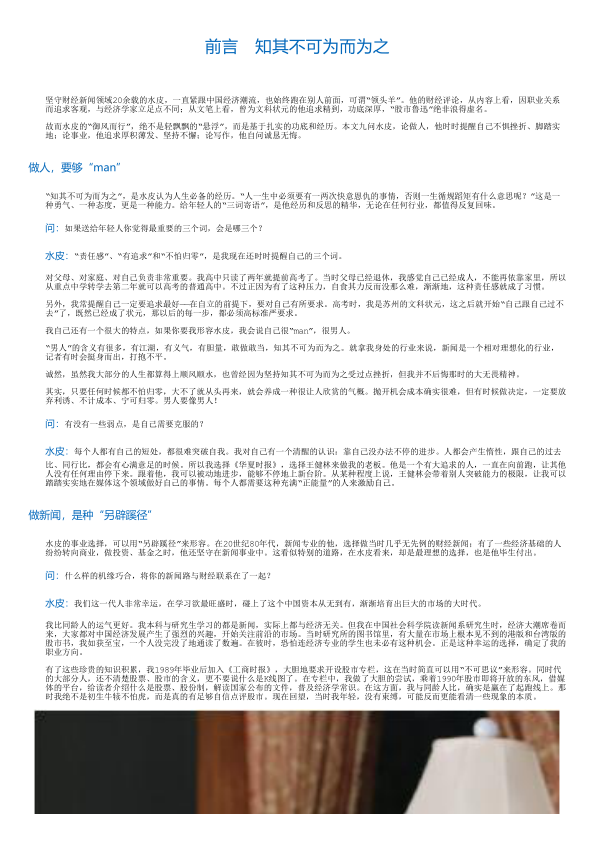 前言　知其不可为而为之
坚守财经新闻领域20余载的水皮，一直紧跟中国经济潮流，也始终跑在别人前面，可谓“领头羊”。他的财经评论，从内容上看，因职业关系
而追求客观，与经济学家立足点不同；从文笔上看，曾为文科状元的他追求精到，功底深厚，“股市鲁迅”绝非浪得虚名。
故而水皮的“御风而行”，绝不是轻飘飘的“悬浮”，而是基于扎实的功底和经历。本文九问水皮，论做人，他时时提醒自己不惧挫折、脚踏实
地；论事业，他追求厚积薄发、坚持不懈；论写作，他自问诚恳无悔。
做人，要够“man”
“知其不可为而为之”，是水皮认为人生必备的经历。“人一生中必须要有一两次快意恩仇的事情，否则一生循规蹈矩有什么意思呢？”这是一
种勇气、一种态度，更是一种能力。给年轻人的“三词寄语”，是他经历和反思的精华，无论在任何行业，都值得反复回味。
问：如果送给年轻人你觉得最重要的三个词，会是哪三个？
水皮：“责任感”、“有追求”和“不怕归零”，是我现在还时时提醒自己的三个词。
对父母、对家庭、对自己负责非常重要。我高中只读了两年就提前高考了。当时父母已经退休，我感觉自己已经成人，不能再依靠家里，所以
从重点中学转学去第二年就可以高考的普通高中。不过正因为有了这种压力，自食其力反而没那么难，渐渐地，这种责任感就成了习惯。
另外，我常提醒自己一定要追求最好——在自立的前提下，要对自己有所要求。高考时，我是苏州的文科状元，这之后就开始“自己跟自己过不
去”了，既然已经成了状元，那以后的每一步，都必须高标准严要求。
我自己还有一个很大的特点。如果你要我形容水皮，我会说自己很“man”，很男人。
“男人”的含义有很多，有江湖，有义气，有胆量，敢做敢当，知其不可为而为之。就拿我身处的行业来说，新闻是一个相对理想化的行业，
记者有时会挺身而出，打抱不平。
诚然，虽然我大部分的人生都算得上顺风顺水，也曾经因为坚持知其不可为而为之受过点挫折，但我并不后悔那时的大无畏精神。
其实，只要任何时候都不怕归零，大不了就从头再来，就会养成一种很让人欣赏的气概。抛开机会成本确实很难，但有时候做决定，一定要放
弃利诱、不计成本、宁可归零。男人要像男人！
问：有没有一些弱点，是自己需要克服的？
水皮：每个人都有自己的短处，都很难突破自我。我对自己有一个清醒的认识：靠自己没办法不停的进步。人都会产生惰性，跟自己的过去
比、同行比，都会有心满意足的时候。所以我选择《华夏时报》，选择王健林来做我的老板。他是一个有大追求的人，一直在向前跑，让其他
人没有任何理由停下来。跟着他，我可以被动地进步，能够不停地上新台阶。从某种程度上说，王健林会带着别人突破能力的极限，让我可以
踏踏实实地在媒体这个领域做好自己的事情。每个人都需要这种充满“正能量”的人来激励自己。
做新闻，是种“另辟蹊径”
水皮的事业选择，可以用“另辟蹊径”来形容。在20世纪80年代，新闻专业的他，选择做当时几乎无先例的财经新闻；有了一些经济基础的人
纷纷转向商业，做投资、基金之时，他还坚守在新闻事业中。这看似特别的道路，在水皮看来，却是最理想的选择，也是他毕生付出。
问：什么样的机缘巧合，将你的新闻路与财经联系在了一起？
水皮：我们这一代人非常幸运，在学习欲最旺盛时，碰上了这个中国资本从无到有，渐渐培育出巨大的市场的大时代。
我比同龄人的运气更好。我本科与研究生学习的都是新闻，实际上都与经济无关。但我在中国社会科学院读新闻系研究生时，经济大潮席卷而
来，大家都对中国经济发展产生了强烈的兴趣，开始关注前沿的市场。当时研究所的图书馆里，有大量在市场上根本见不到的港版和台湾版的
股市书，我如获至宝，一个人没完没了地通读了数遍。在彼时，恐怕连经济专业的学生也未必有这种机会。正是这种幸运的选择，确定了我的
职业方向。
有了这些珍贵的知识积累，我1989年毕业后加入《工商时报》，大胆地要求开设股市专栏，这在当时简直可以用“不可思议”来形容。同时代
的大部分人，还不清楚股票、股市的含义，更不要说什么是K线图了。在专栏中，我做了大胆的尝试，乘着1990年股市即将开放的东风，借媒
体的平台，给读者介绍什么是股票、股份制，解读国家公布的文件，普及经济学常识。在这方面，我与同龄人比，确实是赢在了起跑线上。那
时我绝不是初生牛犊不怕虎，而是真的有足够自信点评股市。现在回望，当时我年轻，没有束缚，可能反而更能看清一些现象的本质。